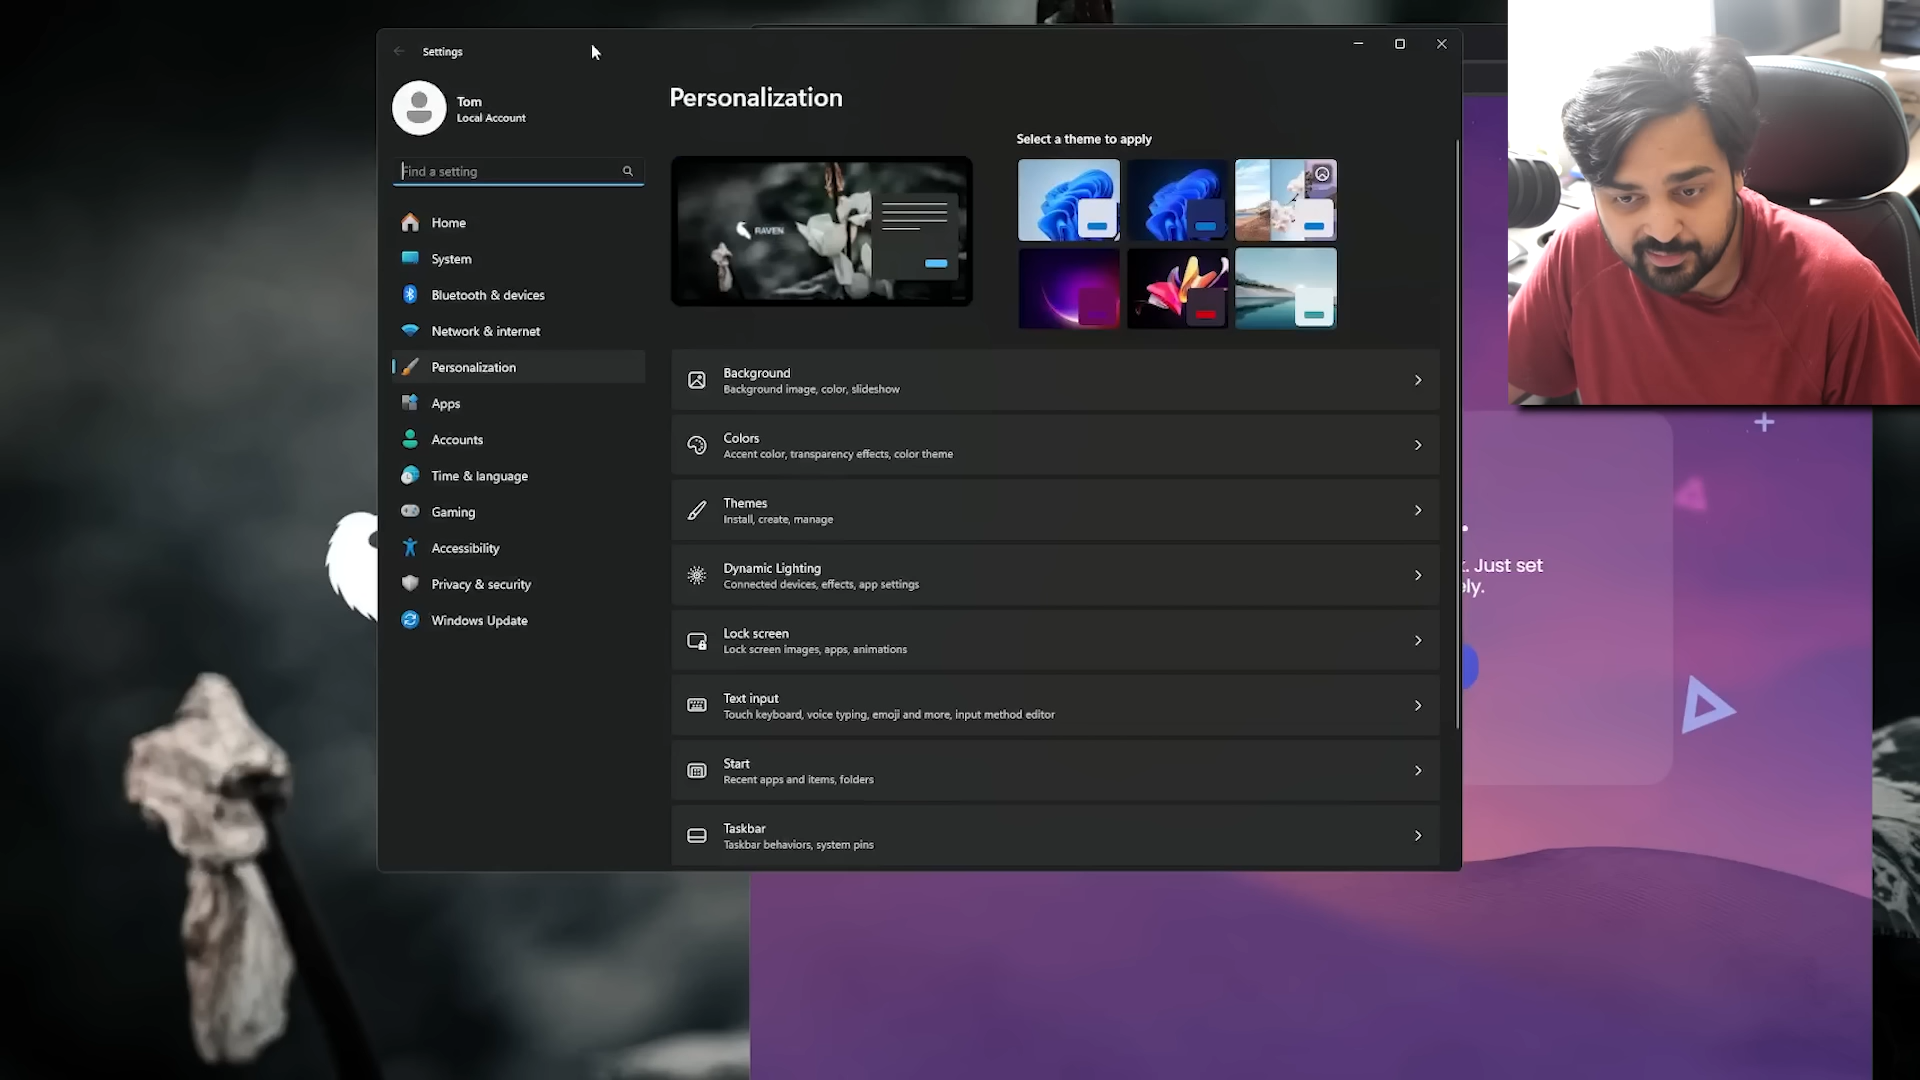 Settings
Tom
Local Account
Find a setting
Home
System
Bluetooth & devices
Network & internet
Personalization
Apps
Accounts
Time & language
Gaming
Accessibility
Privacy & security
Windows Update
Personalization
RAVEN
Select a theme to apply
Background
Background image, color, slideshow
Colors
Accent color, transparency effects, color theme
Themes
Install, create, manage
Dynamic Lighting
Connected devices, effects, app settings
Lock screen
Lock screen images, apps, animations
Text input
Touch keyboard, voice typing, emoji and more, input method editor
Start
Recent apps and items, folders
Taskbar
Taskbar behaviors, system pins
. Just set
ly.